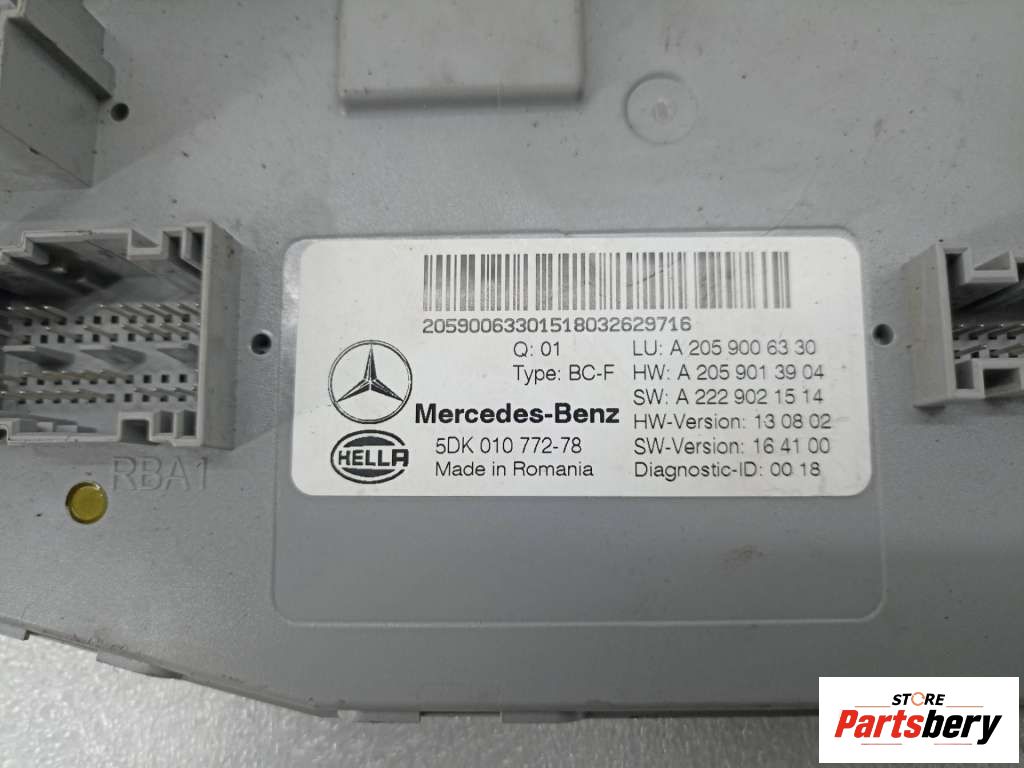 20590063301518032629716
Q: 01
Type: BC-F
Mercedes-Benz
HELLA
5DK 010 772-78
Made in Romania
LU: A 205 900 63 30
HW: A 205 901 39 04
SW: A 222 902 15 14
HW-Version: 13 08 02
SW-Version: 16 41 00
Diagnostic-ID: 00 18
RBA1
STORE
Partsbery